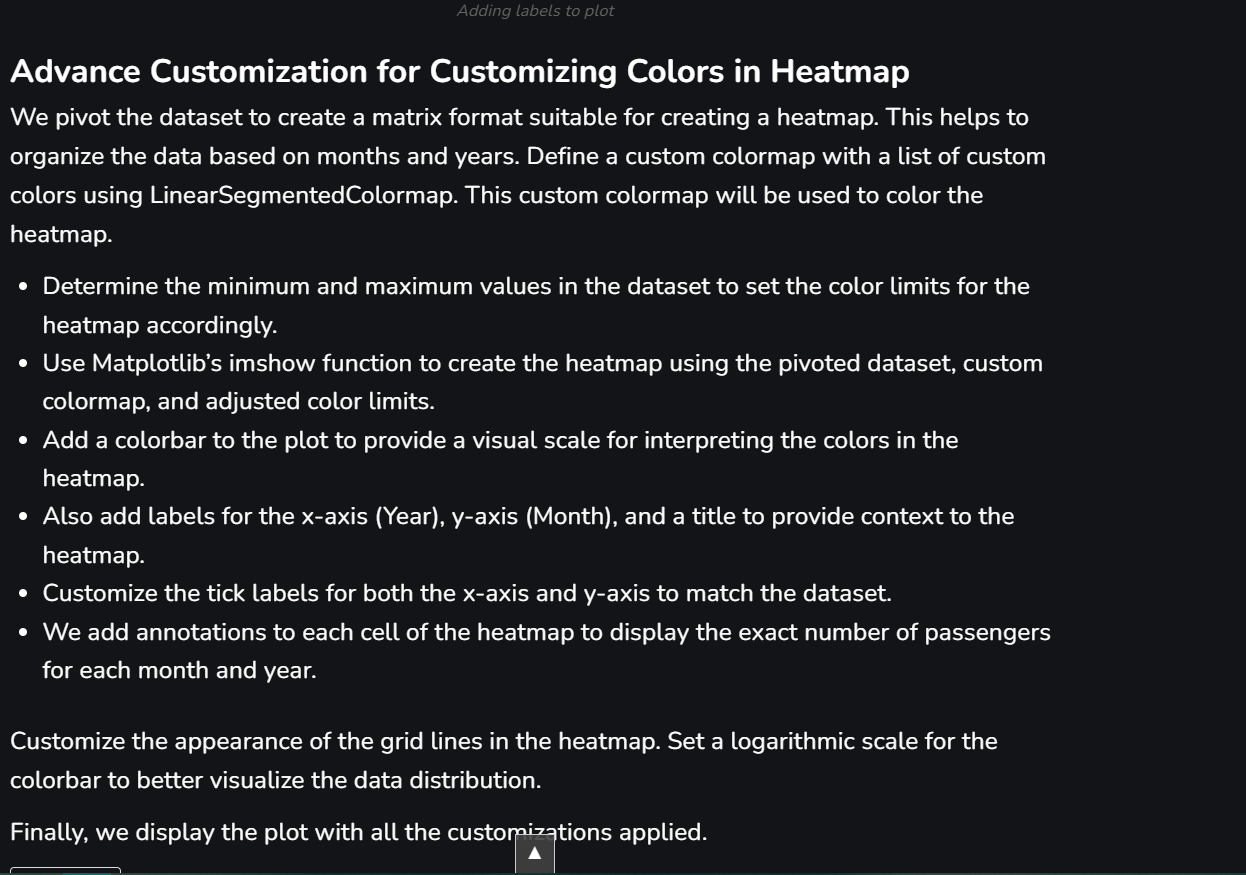 Adding labels to plot
Advance Customization for Customizing Colors in Heatmap
We pivot the dataset to create a matrix format suitable for creating a heatmap. This helps to
organize the data based on months and years. Define a custom colormap with a list of custom
colors using LinearSegmentedColormap. This custom colormap will be used to color the
heatmap.
• Determine the minimum and maximum values in the dataset to set the color limits for the
heatmap accordingly.
• Use Matplotlib’s imshow function to create the heatmap using the pivoted dataset, custom
colormap, and adjusted color limits.
• Add a colorbar to the plot to provide a visual scale for interpreting the colors in the
heatmap.
• Also add labels for the x-axis (Year), y-axis (Month), and a title to provide context to the
heatmap.
• Customize the tick labels for both the x-axis and y-axis to match the dataset.
• We add annotations to each cell of the heatmap to display the exact number of passengers
for each month and year.
Customize the appearance of the grid lines in the heatmap. Set a logarithmic scale for the
colorbar to better visualize the data distribution.
Finally, we display the plot with all the customizations applied.